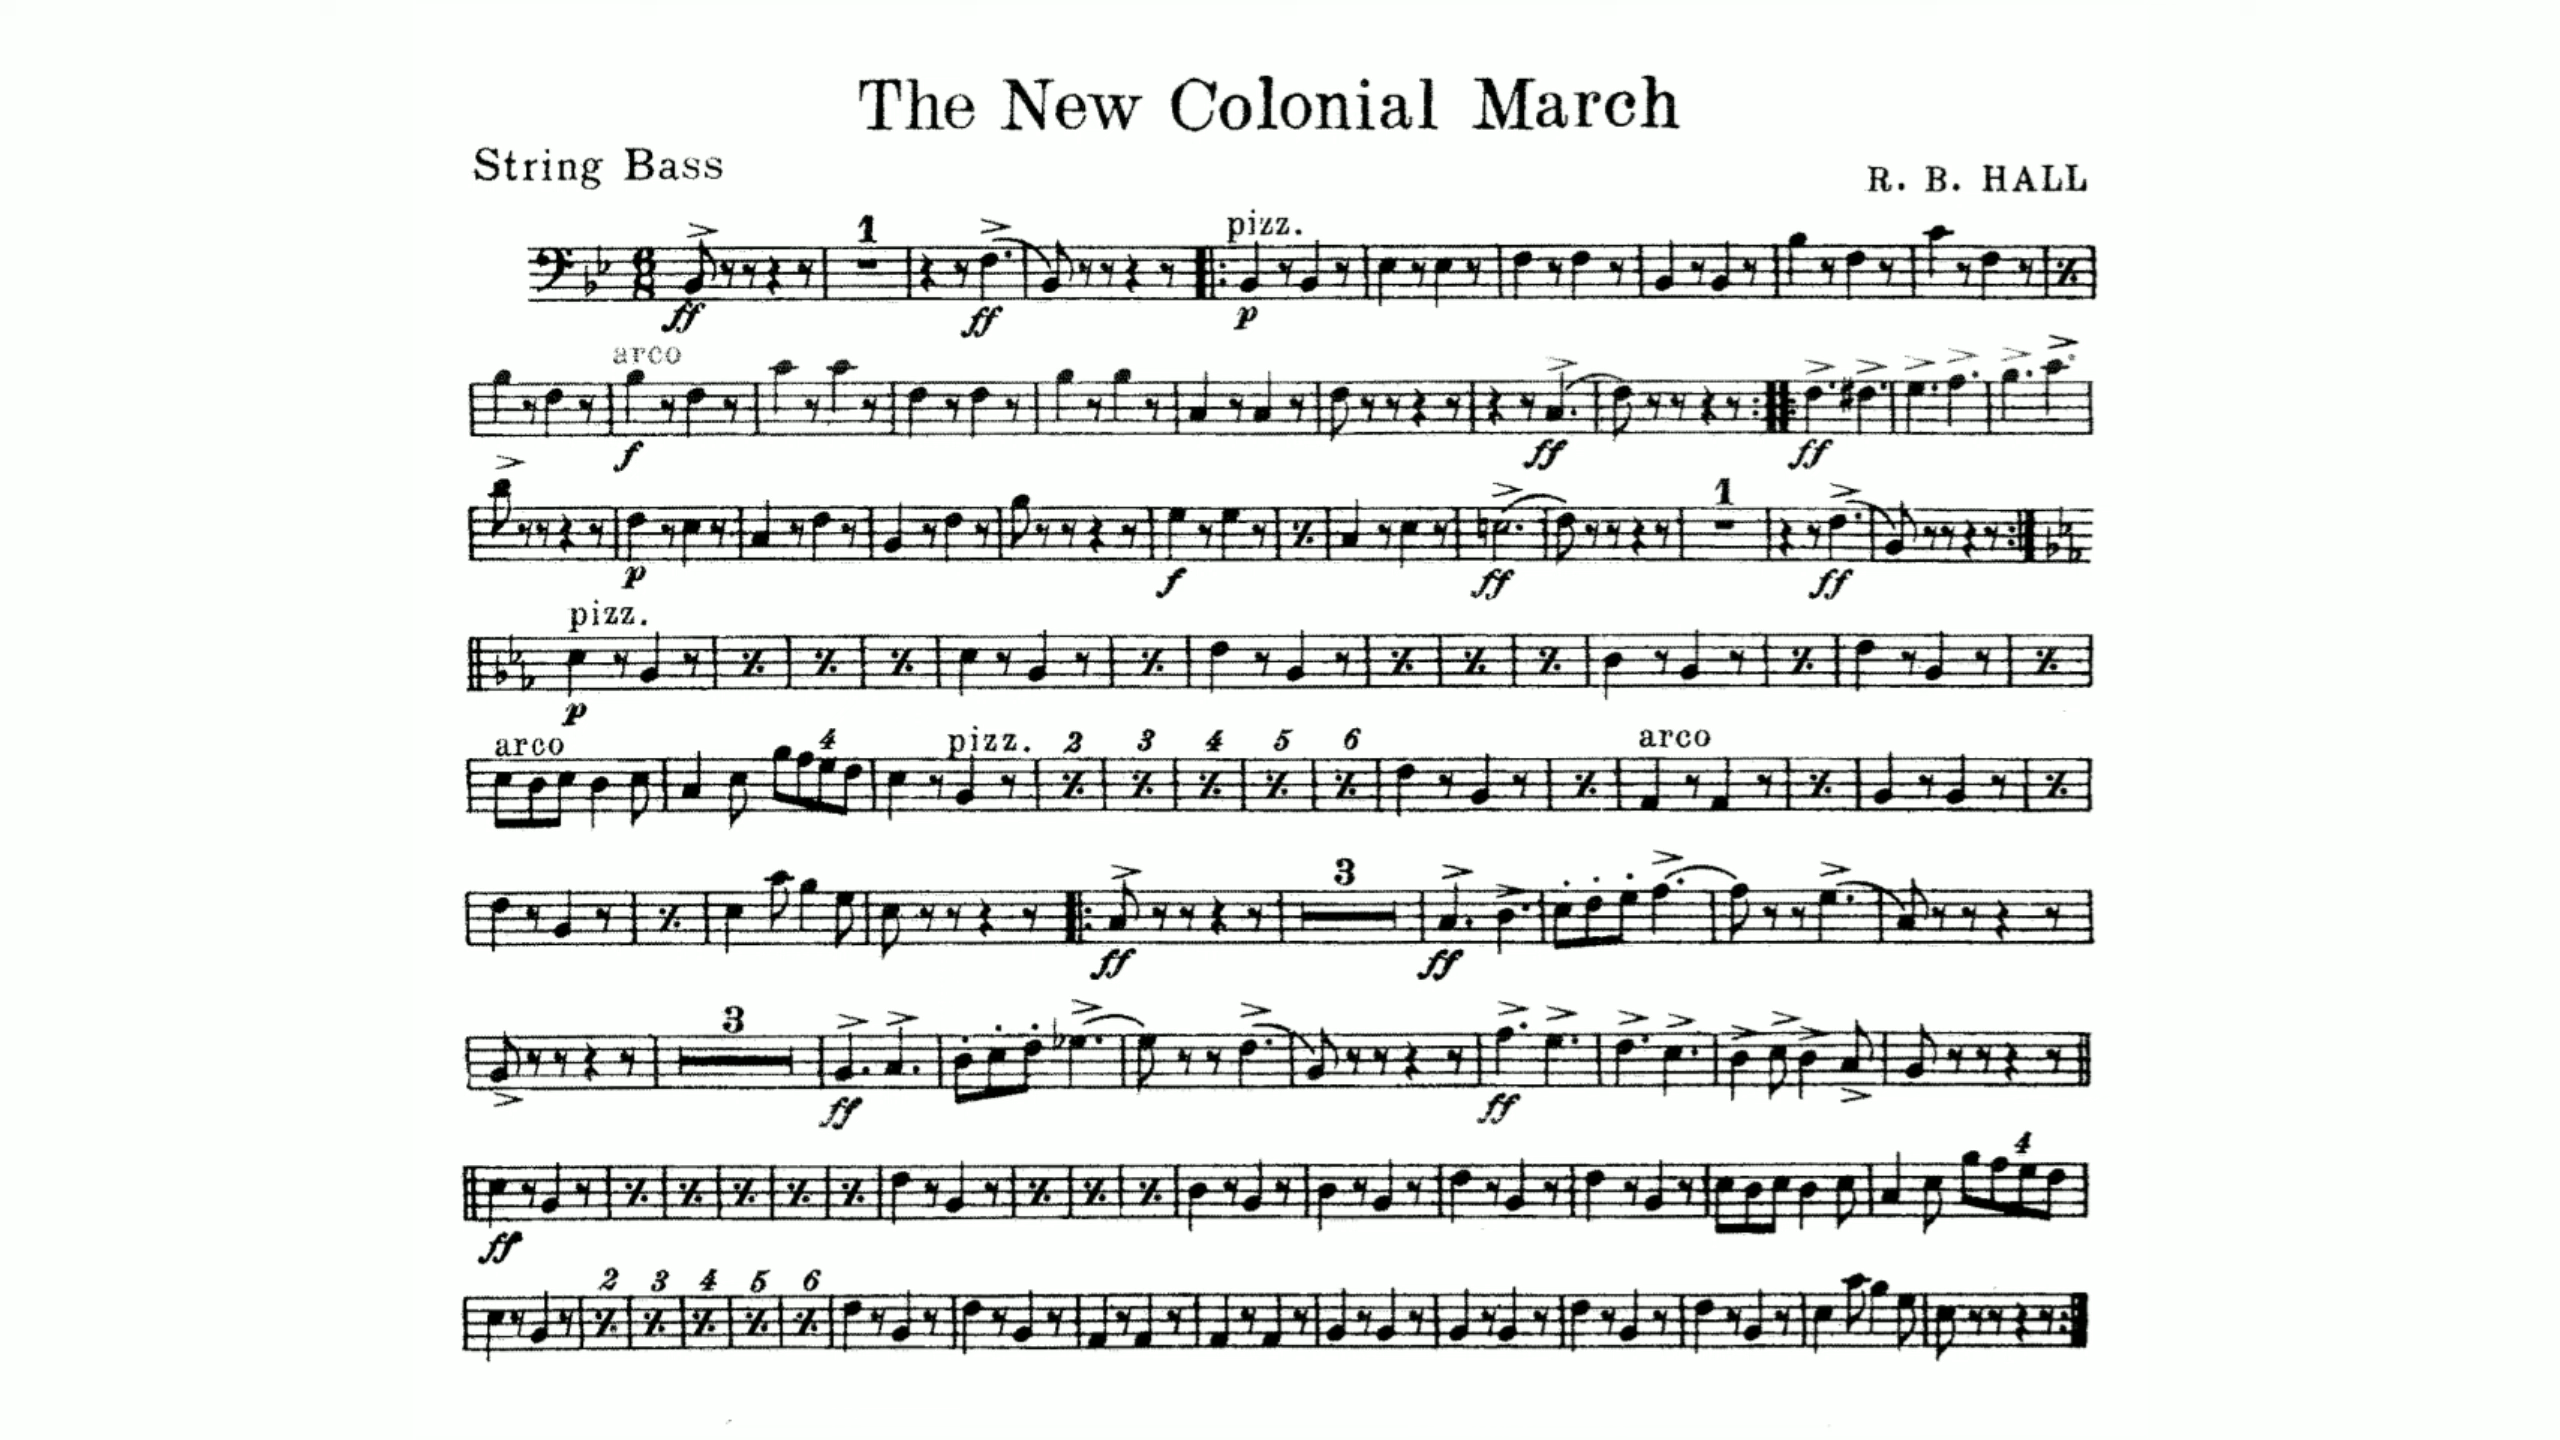 The New Colonial March
String Bass
R. B. HALL
1 pizz.
ff ff p
arco
f ff ff
1
p f ff ff
pizz.
p
arco 4 pizz. 2 3 4 5 6 arco
3
ff ff
3
ff ff
4
ff
2 3 4 5 6